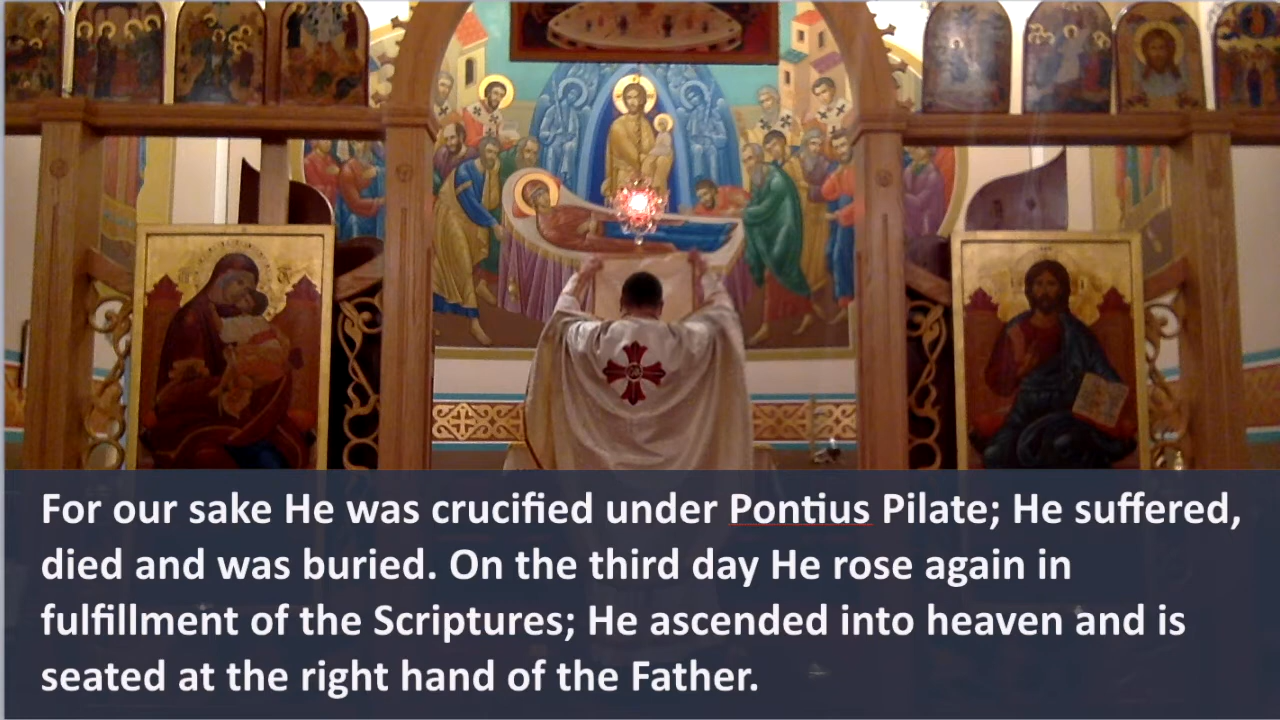 For our sake He was crucified under Pontius Pilate; He suffered,
died and was buried. On the third day He rose again in
fulfillment of the Scriptures; He ascended into heaven and is
seated at the right hand of the Father.